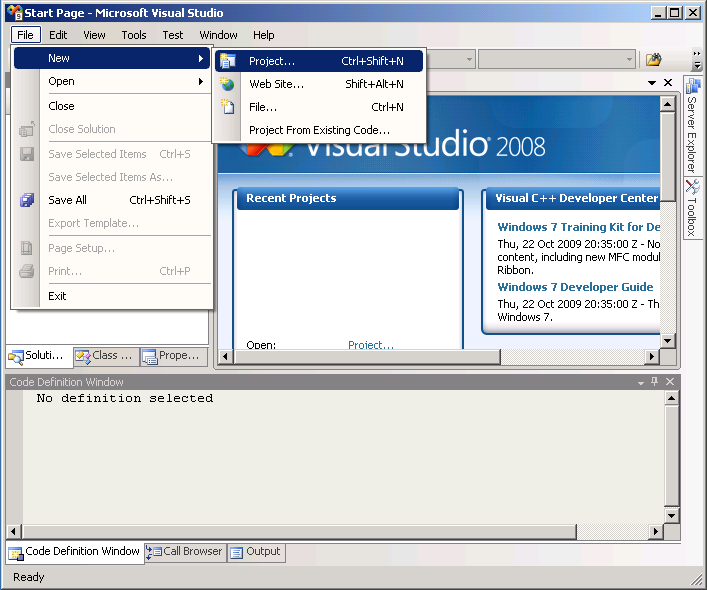 Start Page - Microsoft Visual Studio
File Edit View Tools Test Window Help
New
Open
Close
Close Solution
Save Selected Items Ctrl+S
Save Selected Items As...
Save All Ctrl+Shift+S
Export Template...
Page Setup...
Print... Ctrl+P
Exit
Project... Ctrl+Shift+N
Web Site... Shift+Alt+N
File... Ctrl+N
Project From Existing Code...
Visual Studio 2008
Recent Projects
Open: Project...
Visual C++ Developer Center
Windows 7 Training Kit for De
Thu, 22 Oct 2009 20:35:00 Z - No
content, including new MFC modul
Ribbon.
Windows 7 Developer Guide
Thu, 22 Oct 2009 20:35:00 Z - Th
Windows 7.
Server Explorer
Toolbox
Soluti... Class ... Prope...
Code Definition Window
No definition selected
Code Definition Window Call Browser Output
Ready